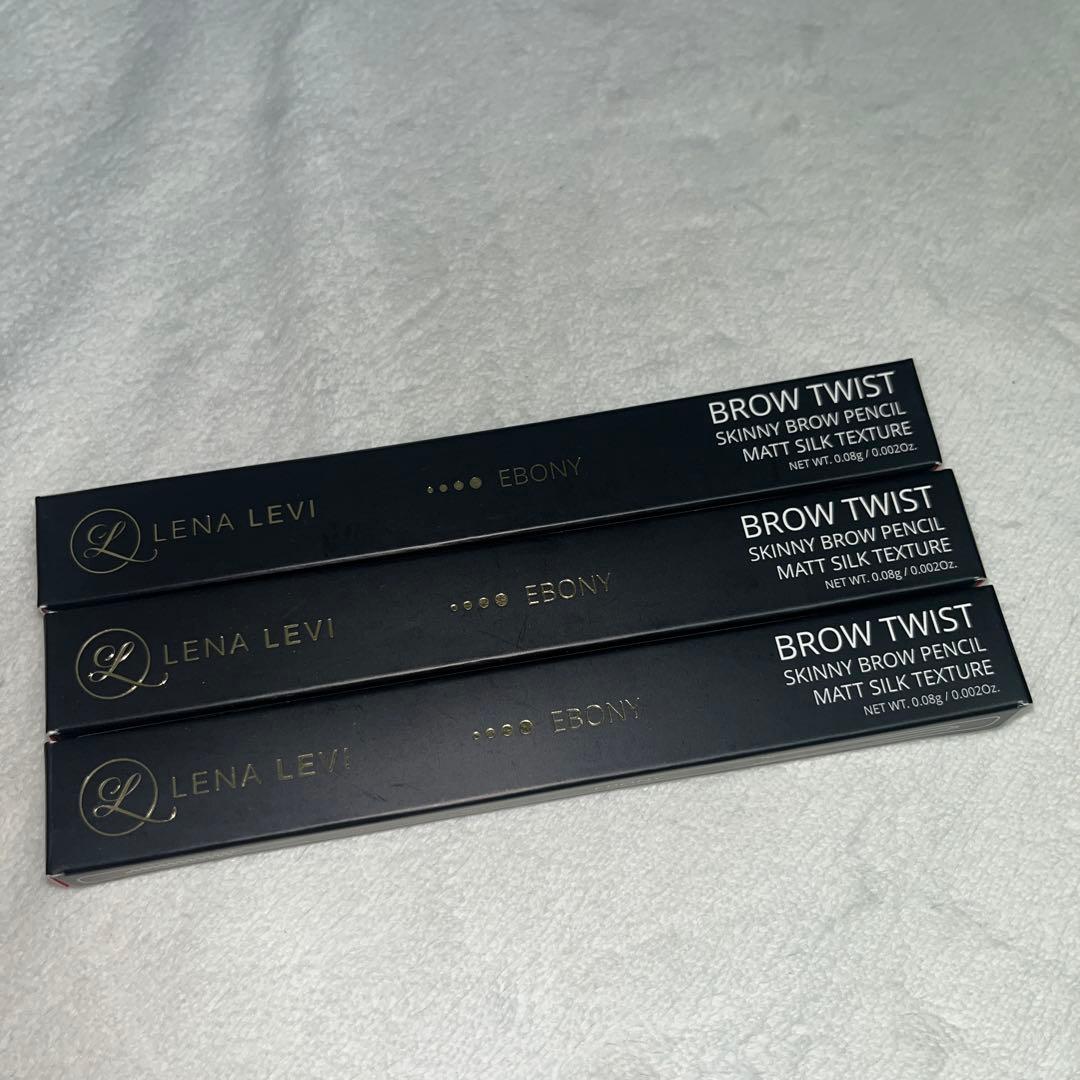 L LENA LEVI
EBONY
BROW TWIST
SKINNY BROW PENCIL
MATT SILK TEXTURE
NET WT. 0.08g / 0.002Oz.
L LENA LEVI
EBONY
BROW TWIST
SKINNY BROW PENCIL
MATT SILK TEXTURE
NET WT. 0.08g / 0.002Oz.
L LENA LEVI
EBONY
BROW TWIST
SKINNY BROW PENCIL
MATT SILK TEXTURE
NET WT. 0.08g / 0.002Oz.